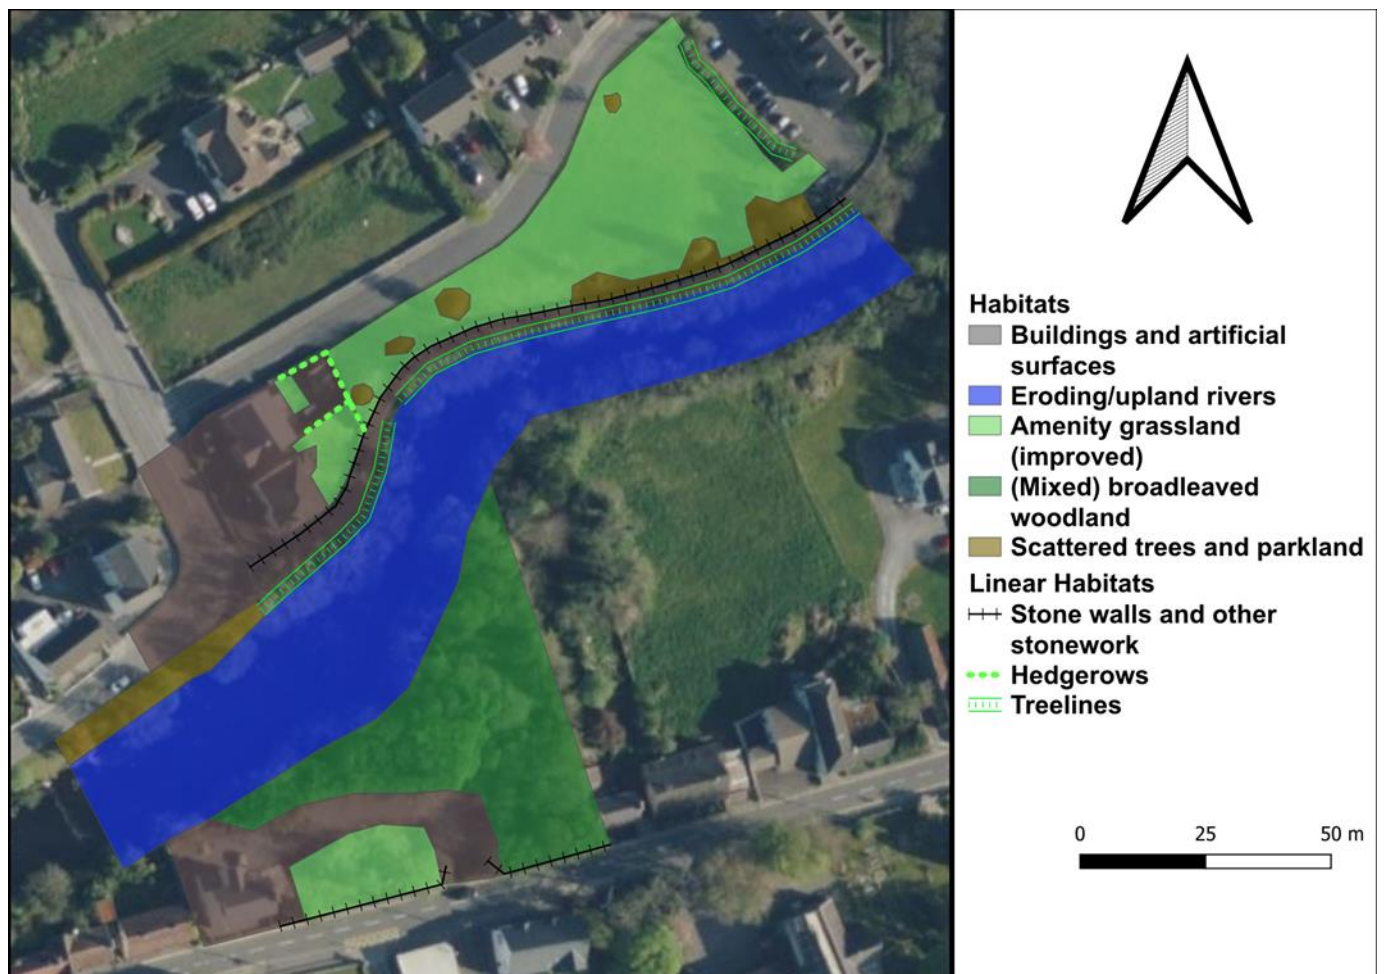 Habitats
Buildings and artificial
surfaces
Eroding/upland rivers
Amenity grassland
(improved)
(Mixed) broadleaved
woodland
Scattered trees and parkland
Linear Habitats
Stone walls and other
stonework
Hedgerows
Treelines
0 25 50 m